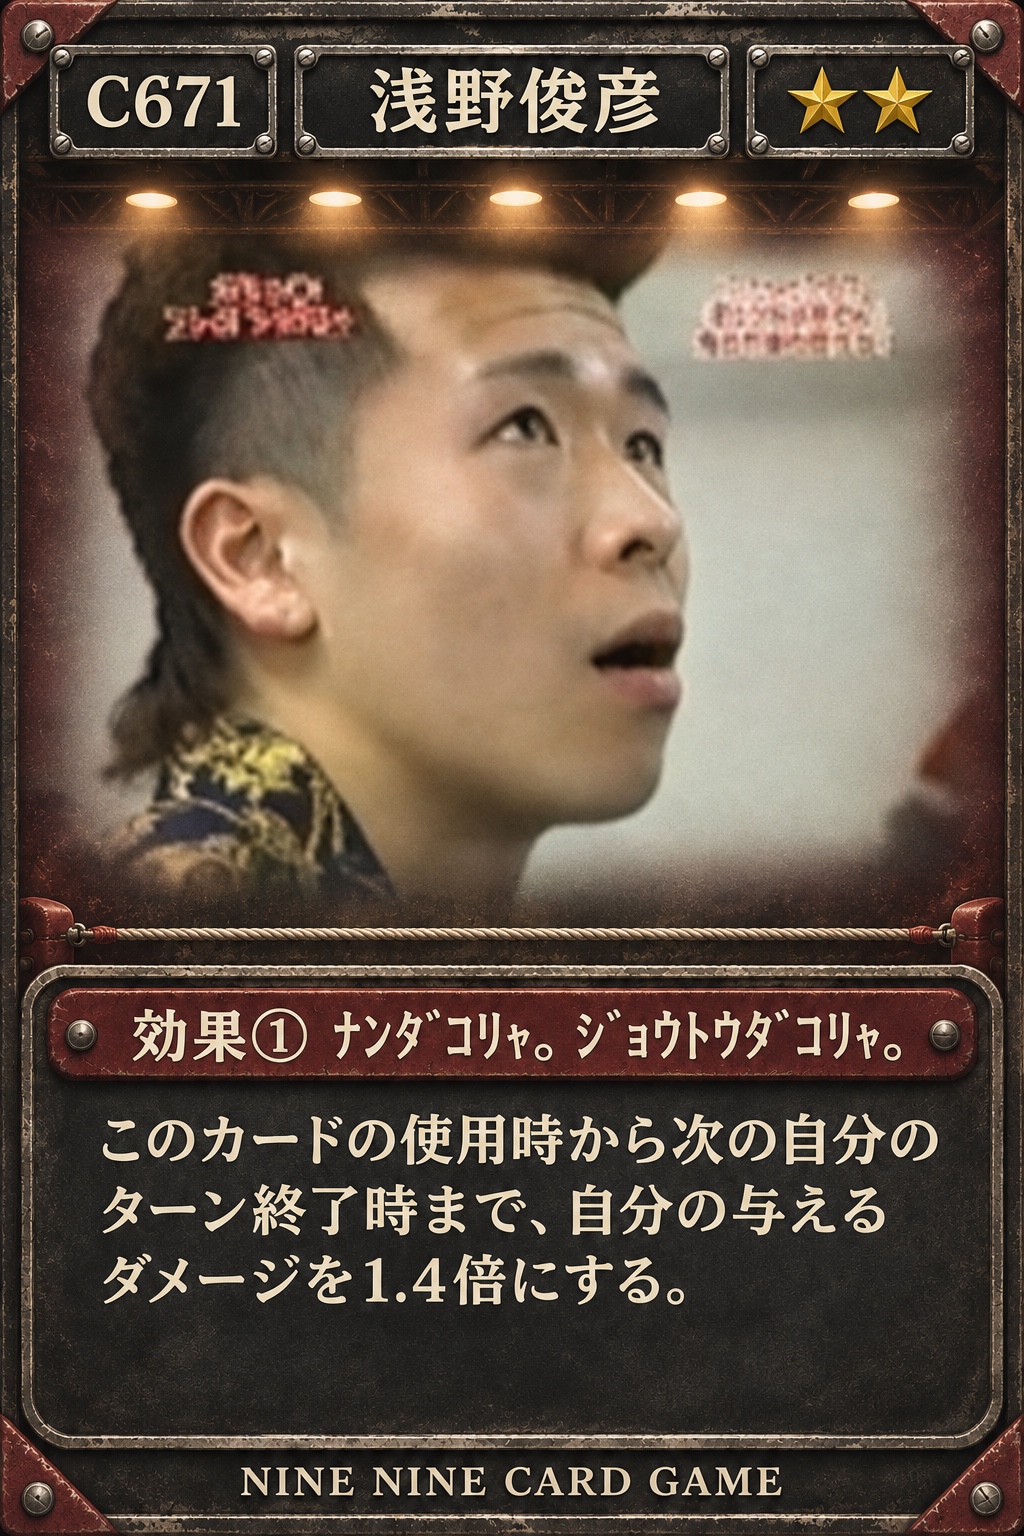 C671
浅野俊彦
★★
効果① ﾅﾝﾀﾞｺﾘｬ。ｼﾞｮｳﾄｳﾀﾞｺﾘｬ。
このカードの使用時から次の自分の
ターン終了時まで、自分の与える
ダメージを1.4倍にする。
NINE NINE CARD GAME